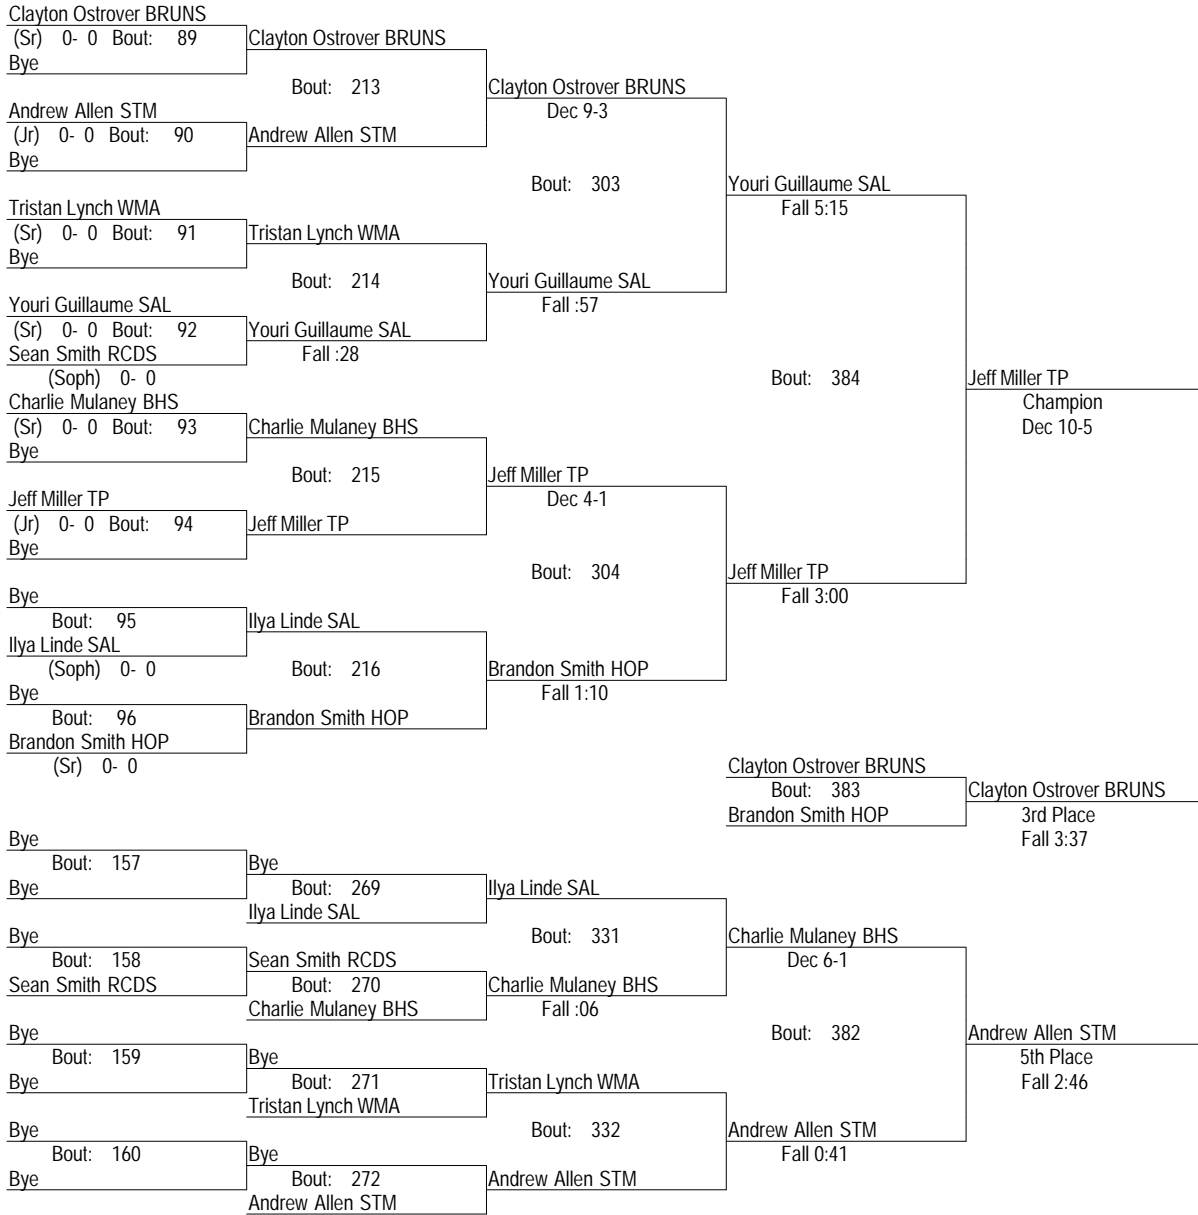 Clayton Ostrover BRUNS
(Sr) 0- 0 Bout: 89 Clayton Ostrover BRUNS
Bye
Bout: 213 Clayton Ostrover BRUNS
Andrew Allen STM Dec 9-3
(Jr) 0- 0 Bout: 90 Andrew Allen STM
Bye
Bout: 303 Youri Guillaume SAL
Tristan Lynch WMA Fall 5:15
(Sr) 0- 0 Bout: 91 Tristan Lynch WMA
Bye
Bout: 214 Youri Guillaume SAL
Youri Guillaume SAL Fall :57
(Sr) 0- 0 Bout: 92 Youri Guillaume SAL
Sean Smith RCDS Fall :28
(Soph) 0- 0 Bout: 384 Jeff Miller TP
Charlie Mulaney BHS Champion
(Sr) 0- 0 Bout: 93 Charlie Mulaney BHS Dec 10-5
Bye
Bout: 215 Jeff Miller TP
Jeff Miller TP Dec 4-1
(Jr) 0- 0 Bout: 94 Jeff Miller TP
Bye
Bout: 304 Jeff Miller TP
Bye Fall 3:00
Bout: 95 Ilya Linde SAL
Ilya Linde SAL
(Soph) 0- 0 Bout: 216 Brandon Smith HOP
Bye Fall 1:10
Bout: 96 Brandon Smith HOP
Brandon Smith HOP
(Sr) 0- 0 Clayton Ostrover BRUNS
Bout: 383 Clayton Ostrover BRUNS
Brandon Smith HOP 3rd Place
Bye Fall 3:37
Bout: 157 Bye
Bye Bout: 269 Ilya Linde SAL
Ilya Linde SAL
Bye Bout: 331 Charlie Mulaney BHS
Bout: 158 Sean Smith RCDS Dec 6-1
Sean Smith RCDS Bout: 270 Charlie Mulaney BHS
Charlie Mulaney BHS Fall :06
Bye Bout: 382 Andrew Allen STM
Bout: 159 Bye 5th Place
Bye Bout: 271 Tristan Lynch WMA Fall 2:46
Tristan Lynch WMA
Bye Bout: 332 Andrew Allen STM
Bout: 160 Bye Fall 0:41
Bye Bout: 272 Andrew Allen STM
Andrew Allen STM